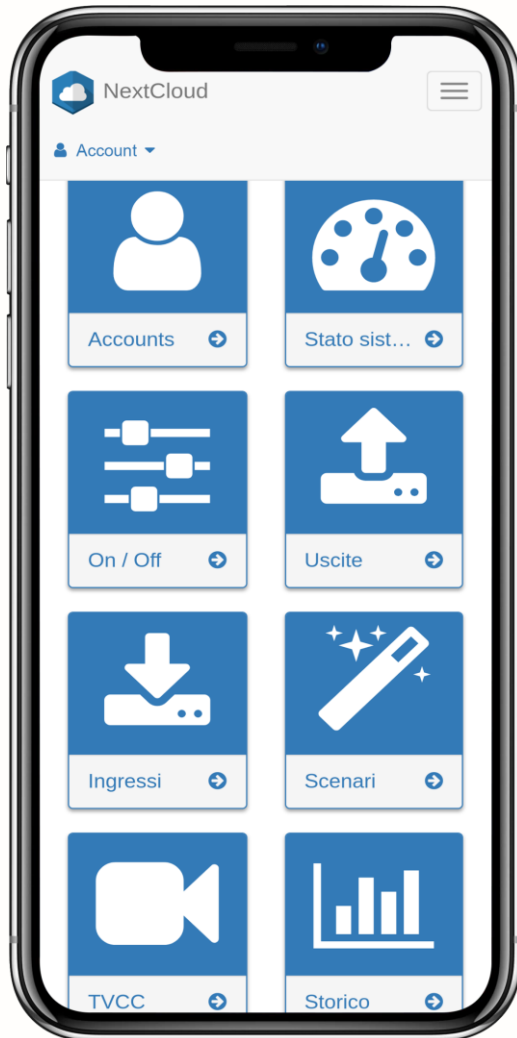 NextCloud
Account
Accounts
Stato sist...
On / Off
Uscite
Ingressi
Scenari
TVCC
Storico